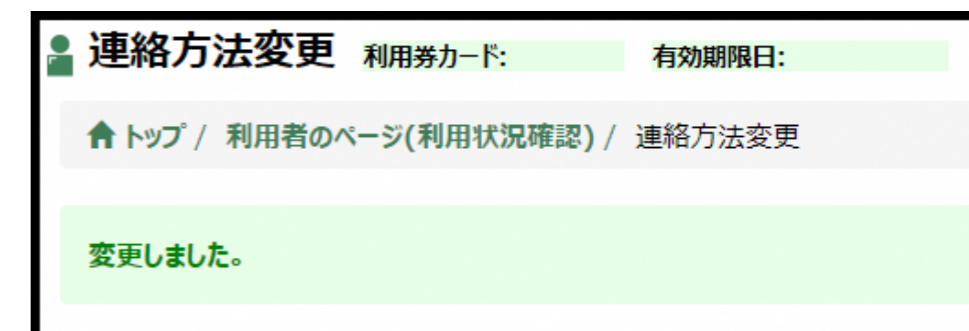 連絡方法変更 利用券カード: 有効期限日:
トップ / 利用者のページ(利用状況確認) / 連絡方法変更
変更しました。